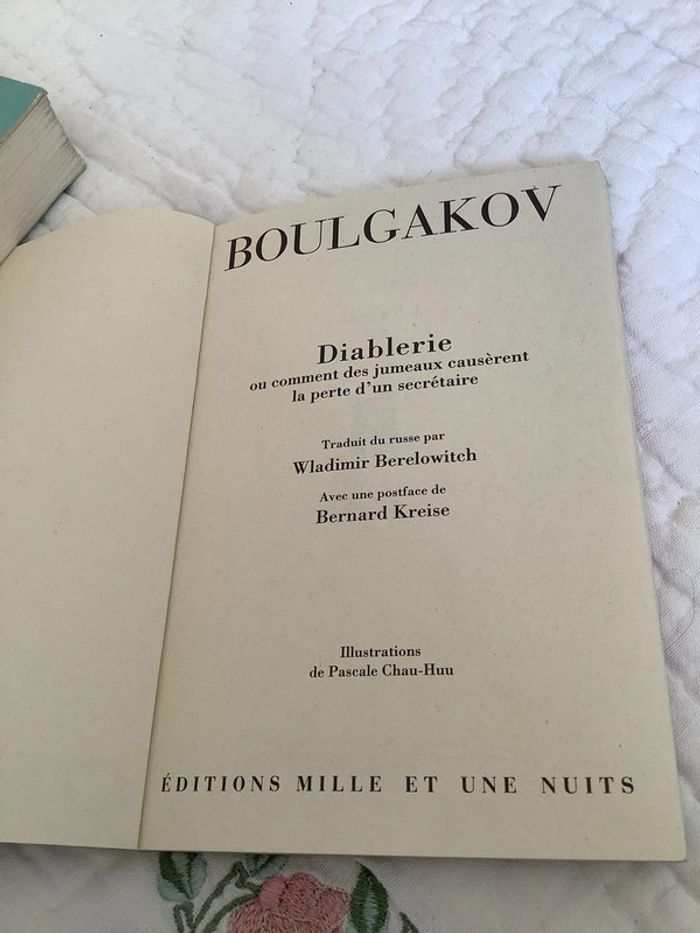 BOULGAKOV
Diablerie
ou comment des jumeaux causèrent
la perte d'un secrétaire
Traduit du russe par
Wladimir Berelowitch
Avec une postface de
Bernard Kreise
Illustrations
de Pascale Chau-Huu
ÉDITIONS MILLE ET UNE NUITS